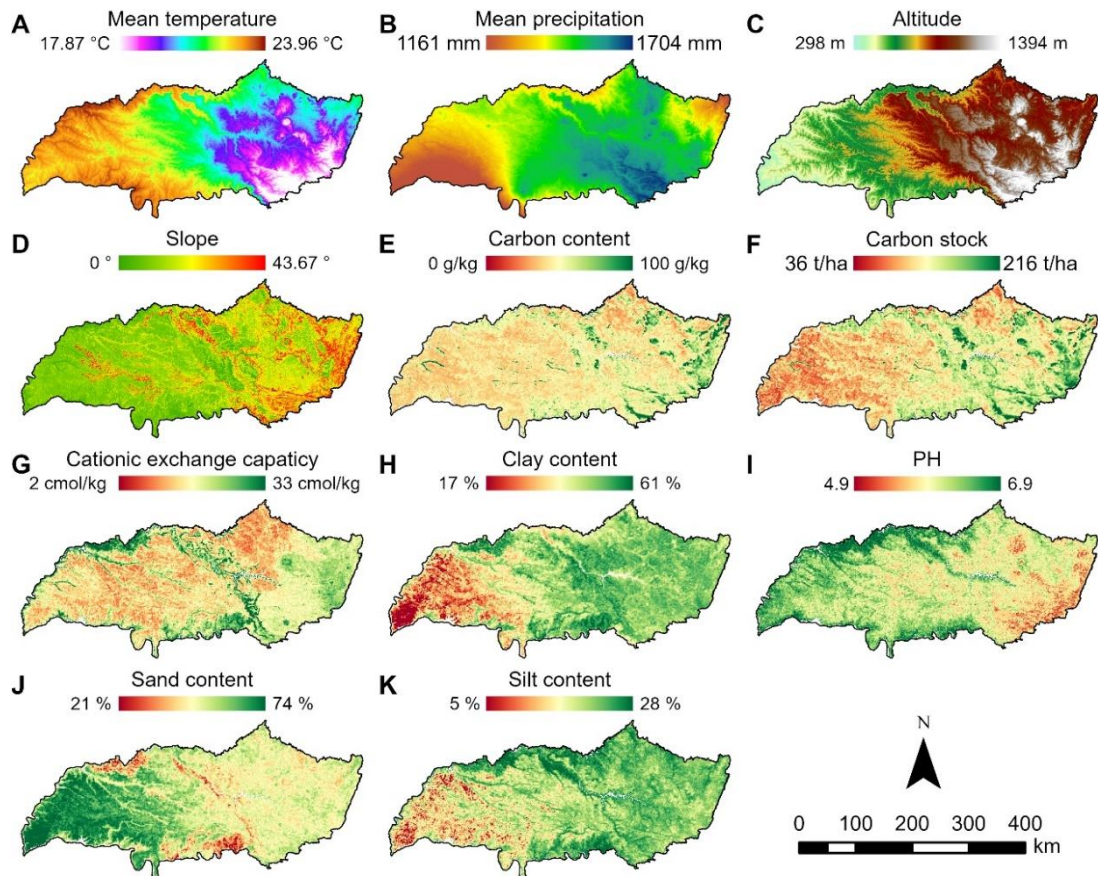 A Mean temperature
17.87 °C 23.96 °C
B Mean precipitation
1161 mm 1704 mm
C Altitude
298 m 1394 m
D Slope
0 ° 43.67 °
E Carbon content
0 g/kg 100 g/kg
F Carbon stock
36 t/ha 216 t/ha
G Cationic exchange capaticy
2 cmol/kg 33 cmol/kg
H Clay content
17 % 61 %
I PH
4.9 6.9
J Sand content
21 % 74 %
K Silt content
5 % 28 %
N
0 100 200 300 400
km